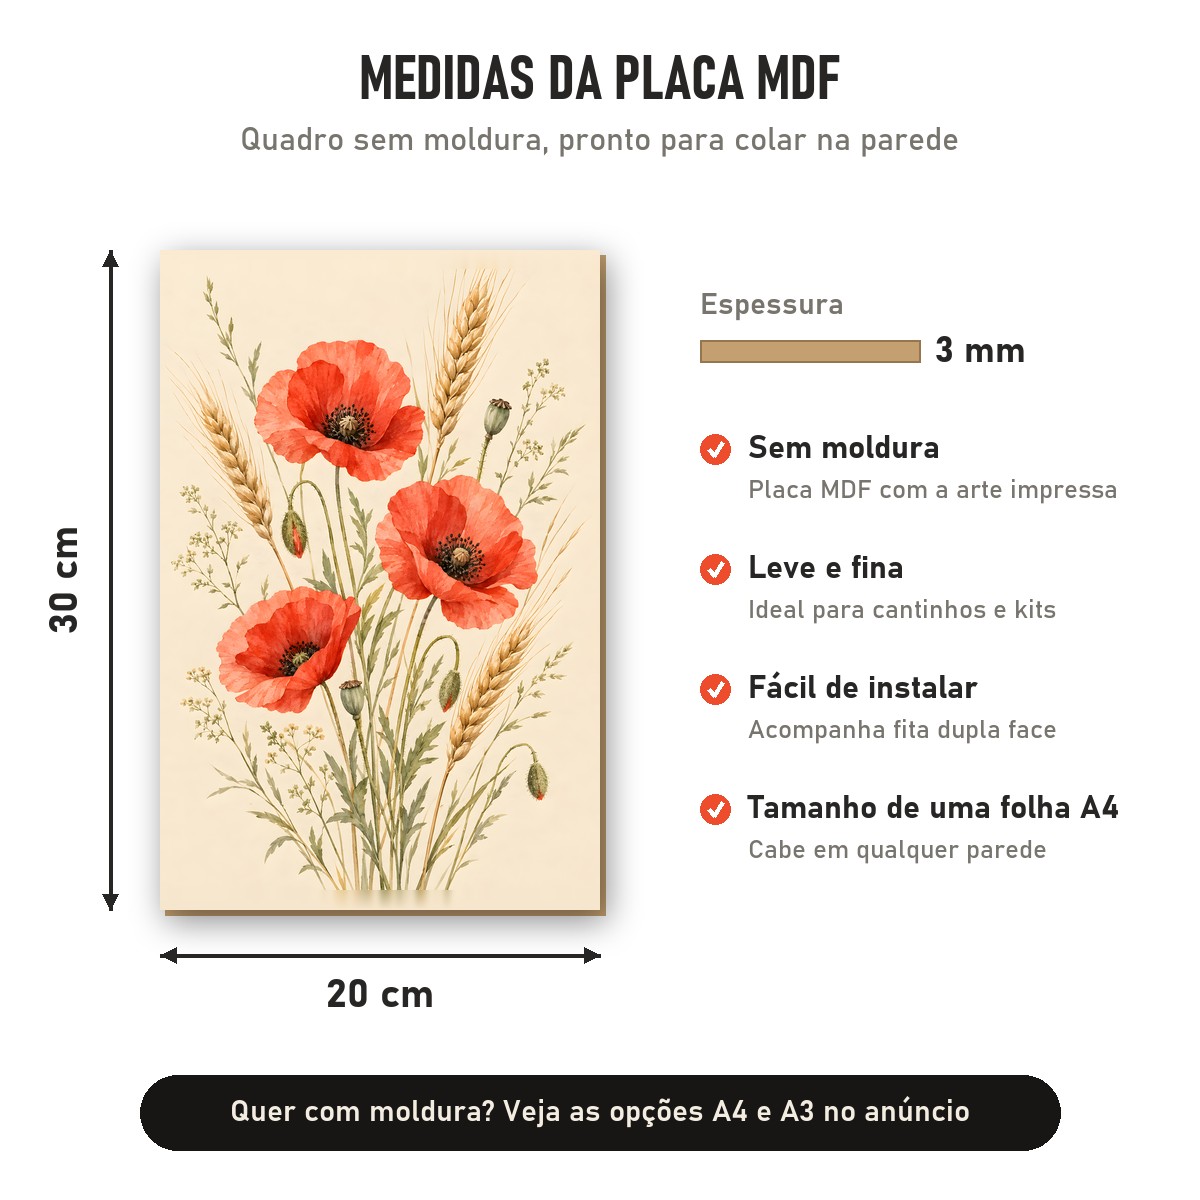 MEDIDAS DA PLACA MDF
Quadro sem moldura, pronto para colar na parede
30 cm
20 cm
Espessura
3 mm
Sem moldura
Placa MDF com a arte impressa
Leve e fina
Ideal para cantinhos e kits
Fácil de instalar
Acompanha fita dupla face
Tamanho de uma folha A4
Cabe em qualquer parede
Quer com moldura? Veja as opções A4 e A3 no anúncio